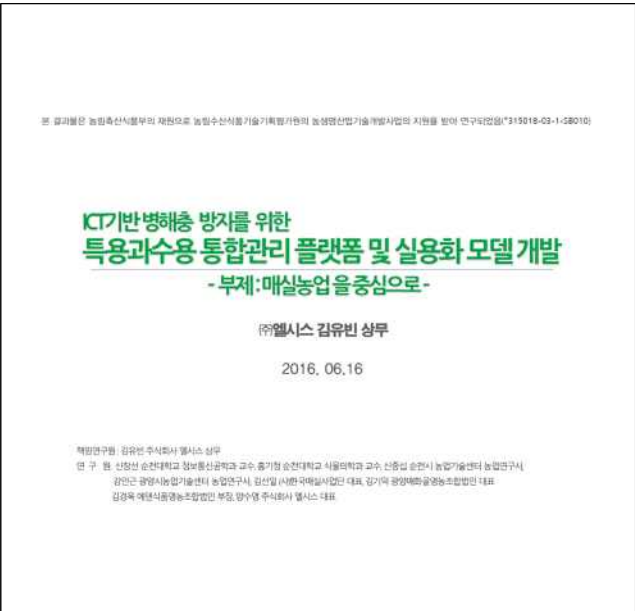 본 결과물은 농림축산식품부의 재원으로 농림수산식품기술기획평가원의 농생명산업기술개발사업의 지원을 받아 연구되었음(*315018-03-1-SB010)
ICT기반 병해충 방지를 위한
특용과수용 통합관리 플랫폼 및 실용화 모델 개발
- 부제:매실농업 을 중심으로 -
㈜엘시스 김유빈 상무
2016. 06.16
책임연구원 : 김유빈 주식회사 엘시스 상무
연 구 원 : 신창선 순천대학교 정보통신공학과 교수, 홍기정 순천대학교 식물의학과 교수, 신종섭 순천시 농업기술센터 농업연구사,
강인근 광양시농업기술센터 농업연구사, 김선일 (사)한국매실사업단 대표, 김기덕 광양매화골영농조합법인 대표
김경욱 에덴식품영농조합법인 부장, 양수영 주식회사 엘시스 대표